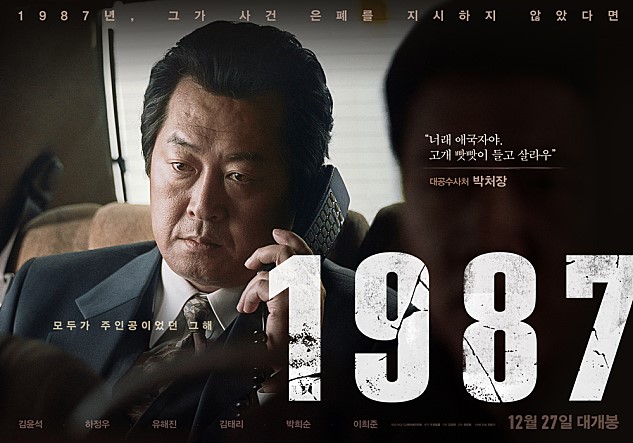 1987년, 그가 사건 은폐를 지시하지 않았다면
“너래 애국자야.
고개 빳빳이 들고 살라우”
대공수사처 박처장
1987
모두가 주인공이었던 그해
김윤석 하정우 유해진 김태리 박희순 이희준
12월 27일 대개봉